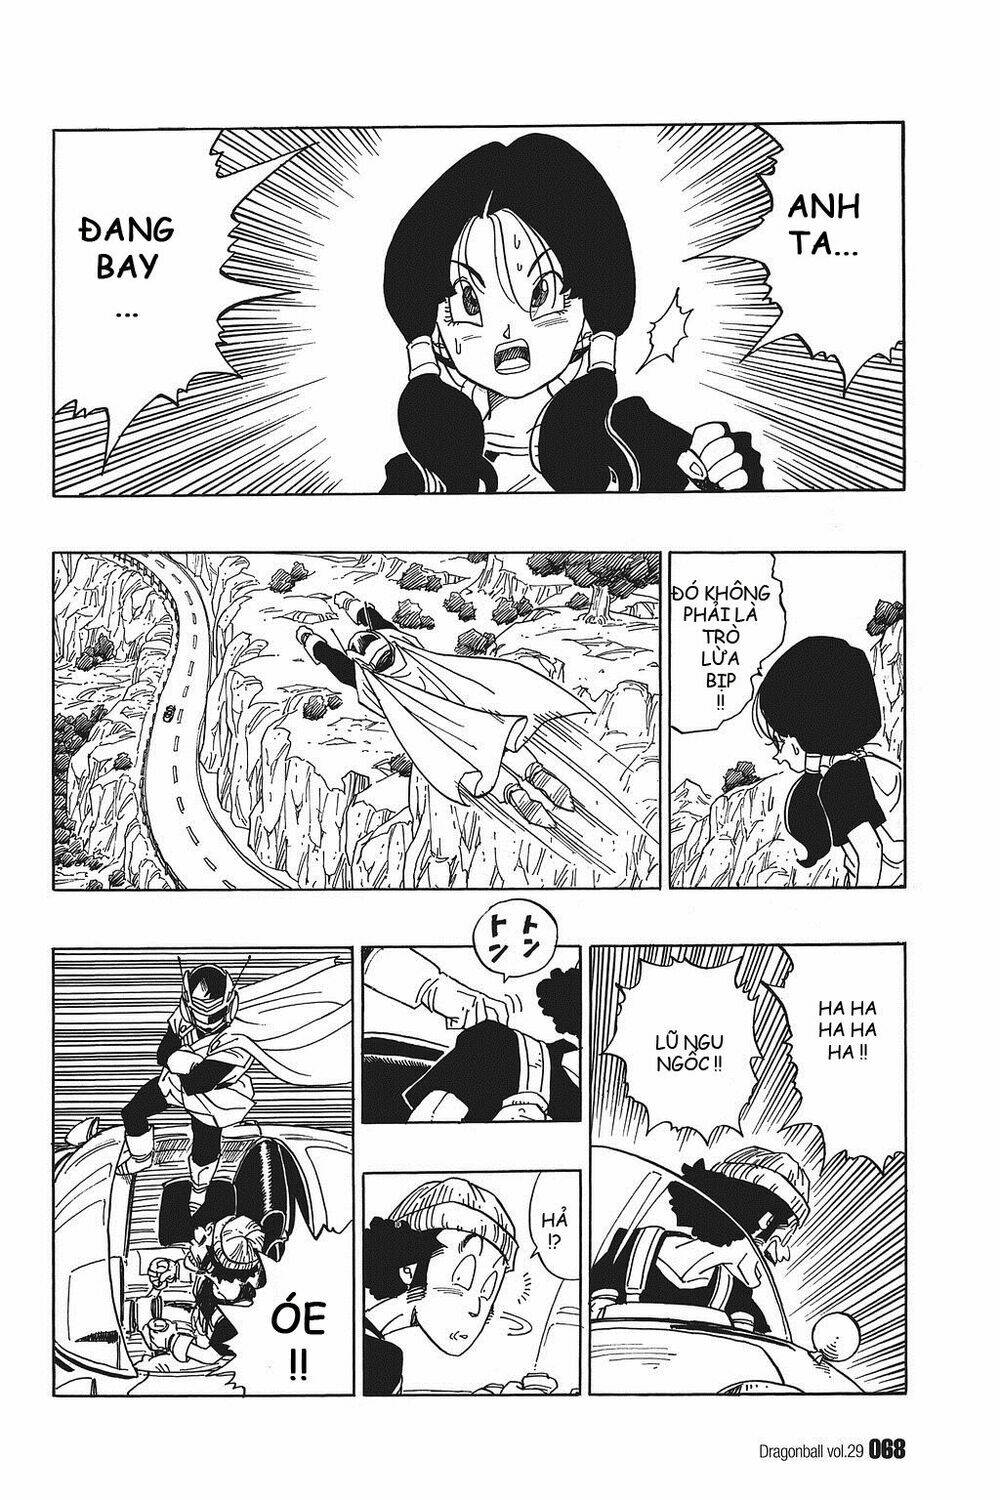 ANH
TA...
ĐANG
BAY
...
ĐÓ KHÔNG
PHẢI LÀ
TRÒ
LỪA
BỊP
!!
HA HA
HA HA
HA !!
LŨ NGU
NGỐC !!
トン
トン
HẢ
!?
ÓE
!!
Dragonball vol.29 068